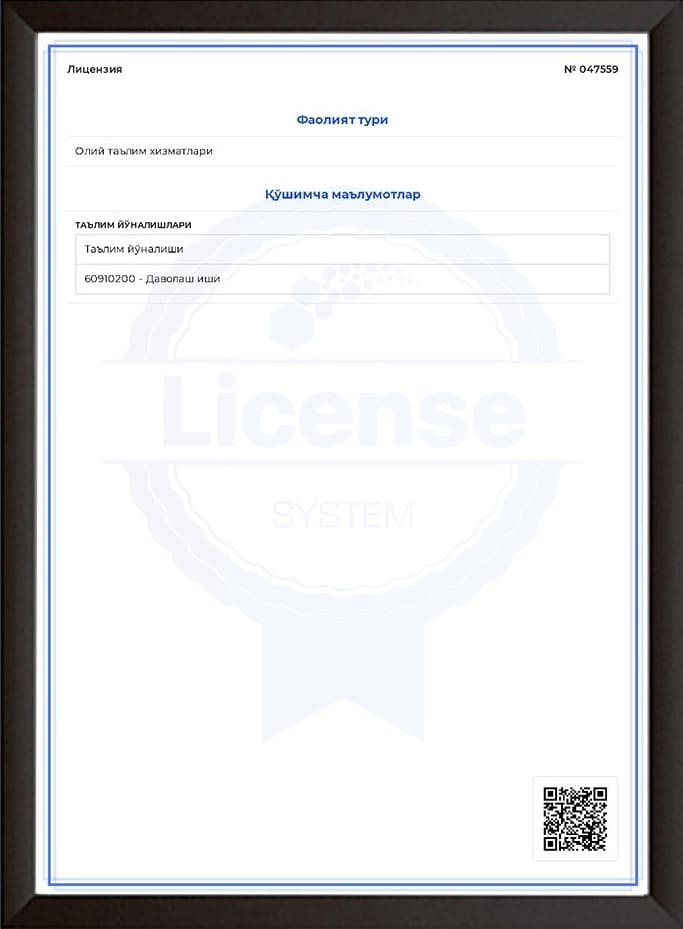 Лицензия № 047559
Фаолият тури
Олий таълим хизматлари
Қўшимча маълумотлар
ТАЪЛИМ ЙЎНАЛИШЛАРИ
Таълим йўналиши
60910200 - Даволаш иши
License
SYSTEM